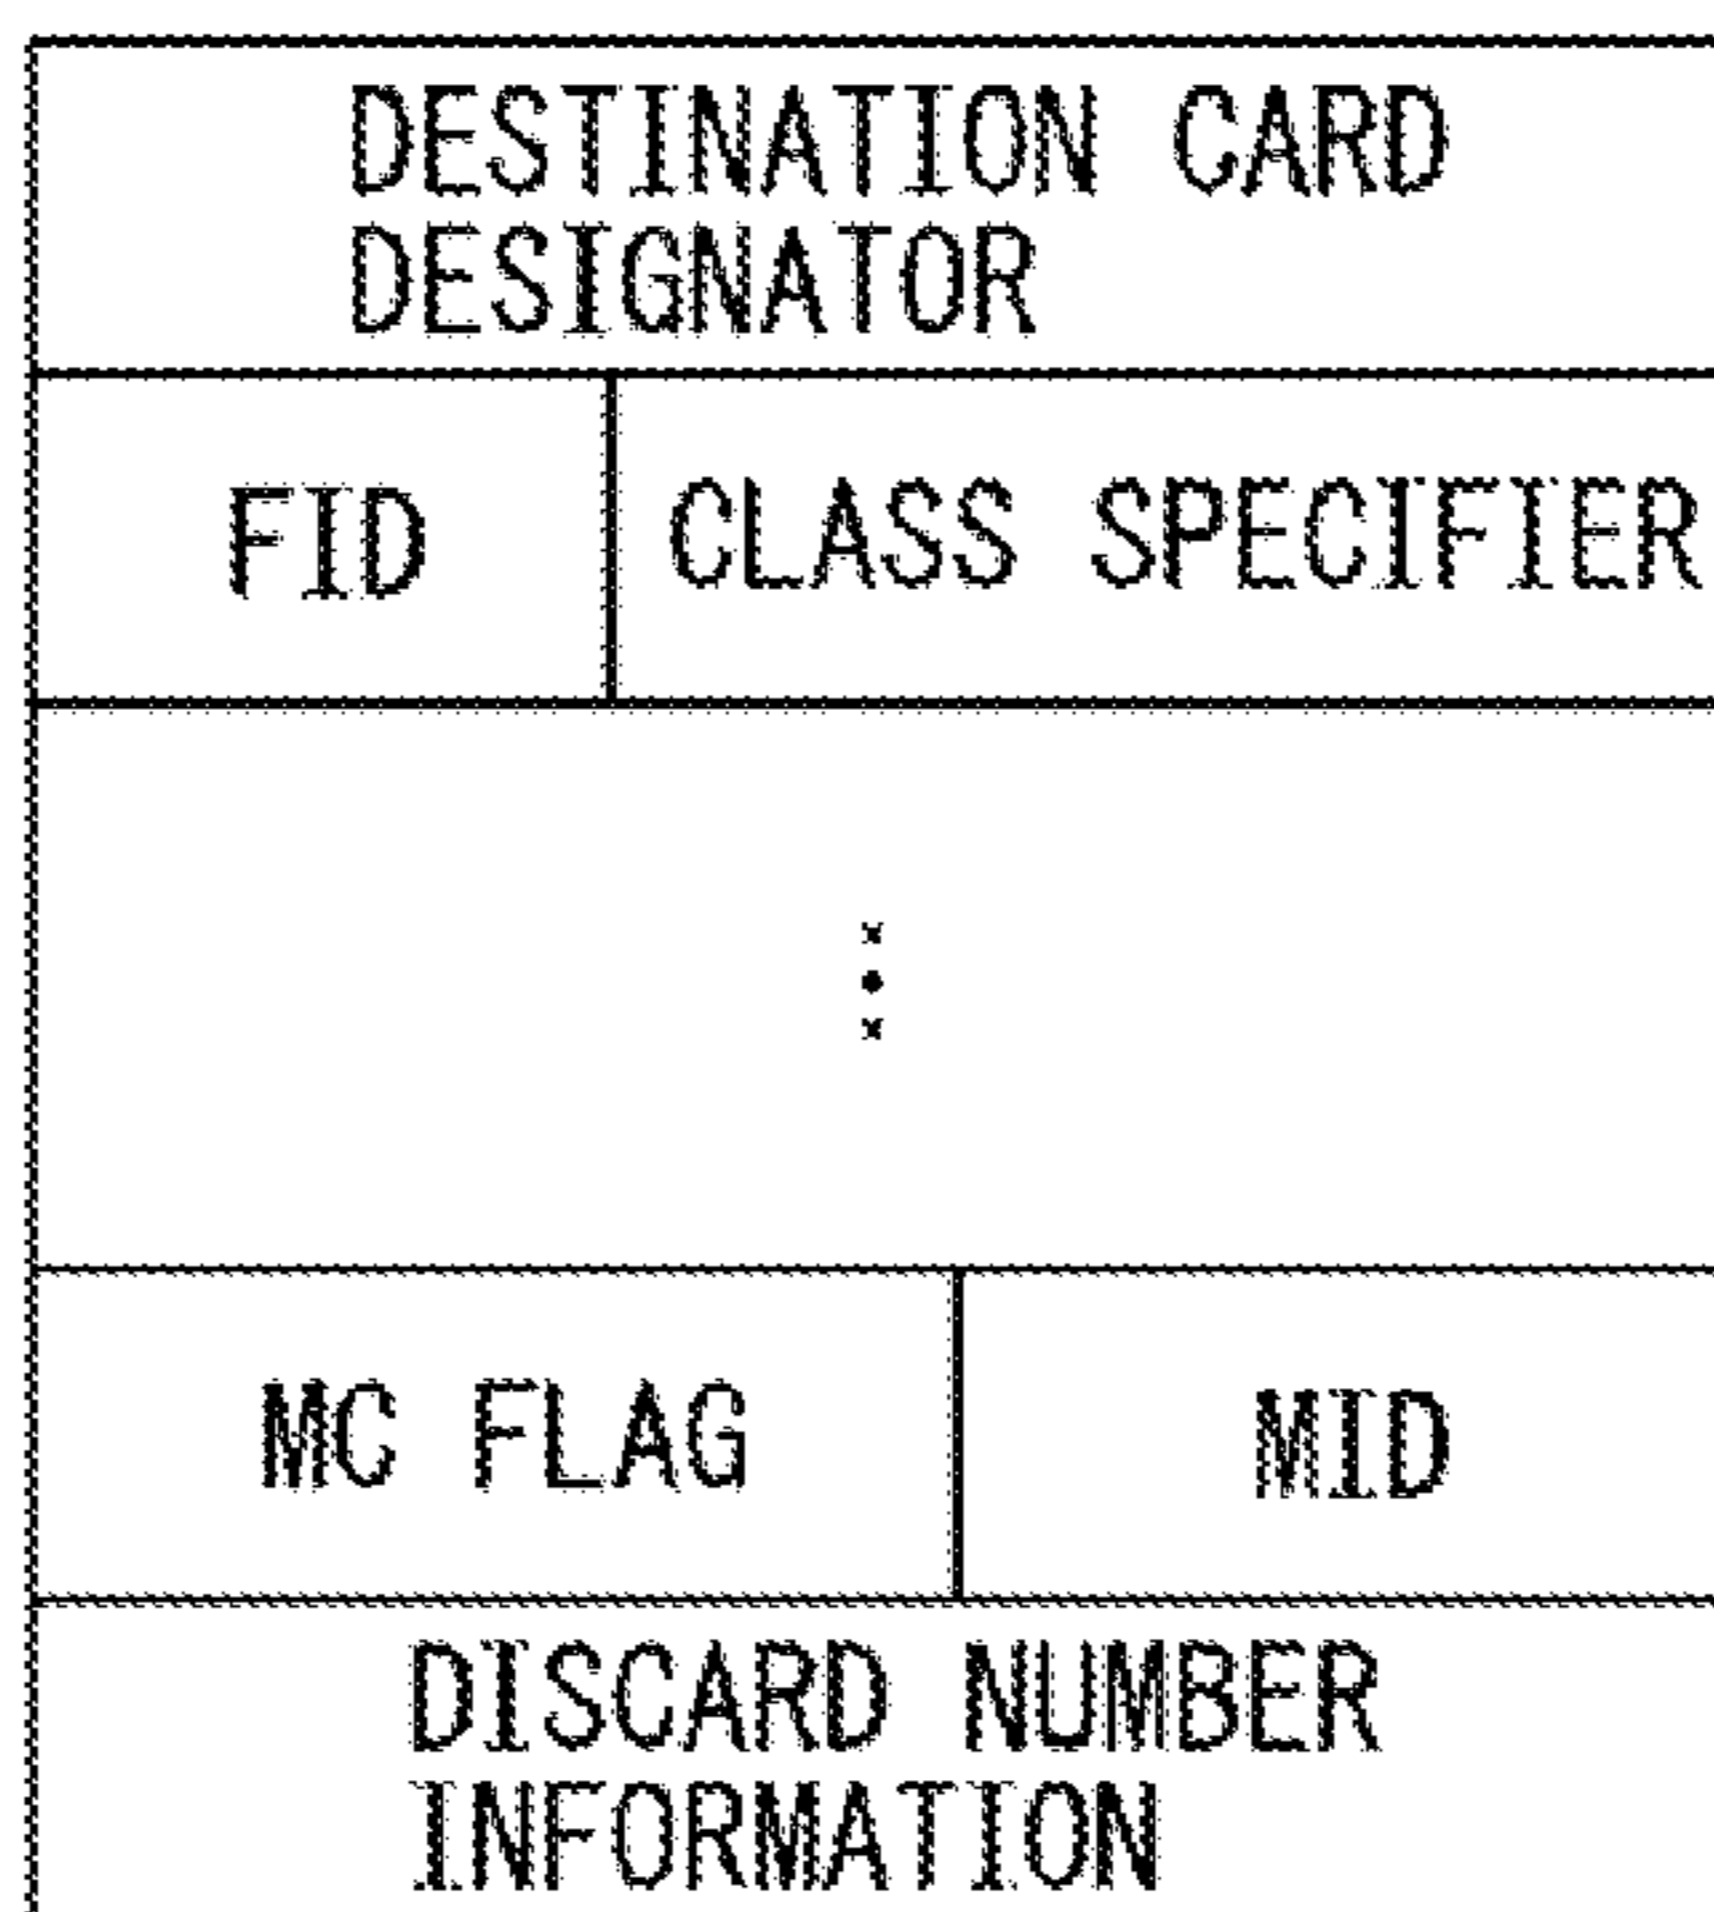 DESTINATION CARD
DESIGNATOR
FID
CLASS SPECIFIER
MC FLAG
MID
DISCARD NUMBER
INFORMATION